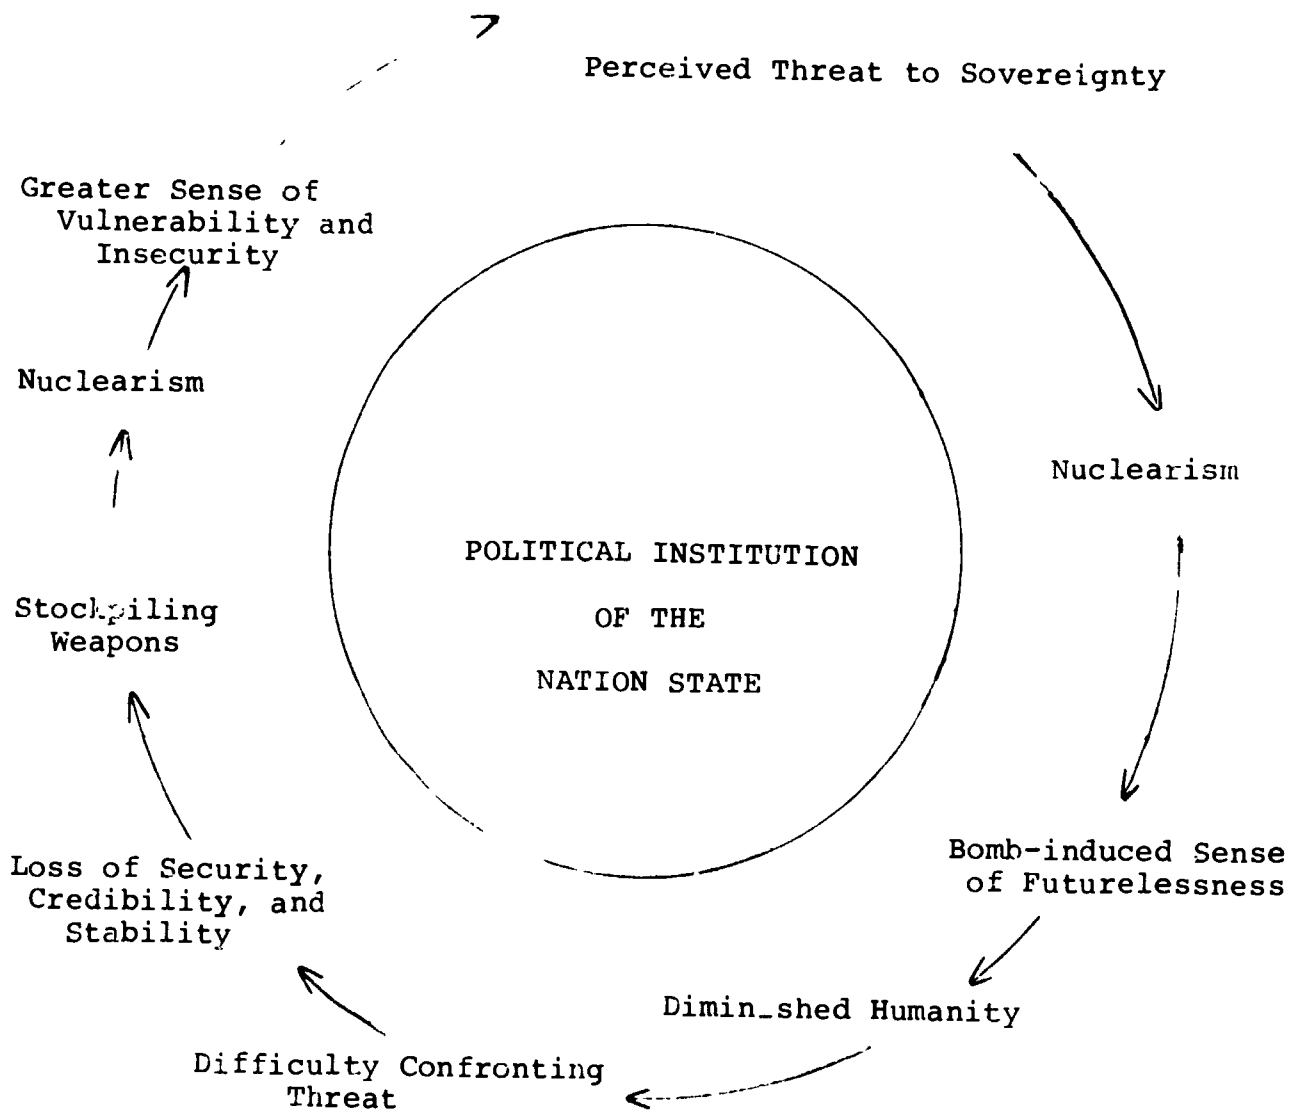 Perceived Threat to Sovereignty
Greater Sense of
Vulnerability and
Insecurity
Nuclearism
Nuclearism
POLITICAL INSTITUTION
OF THE
NATION STATE
Stockpiling
Weapons
Bomb-induced Sense
of Futurelessness
Loss of Security,
Credibility, and
Stability
Dimin_shed Humanity
Difficulty Confronting
Threat